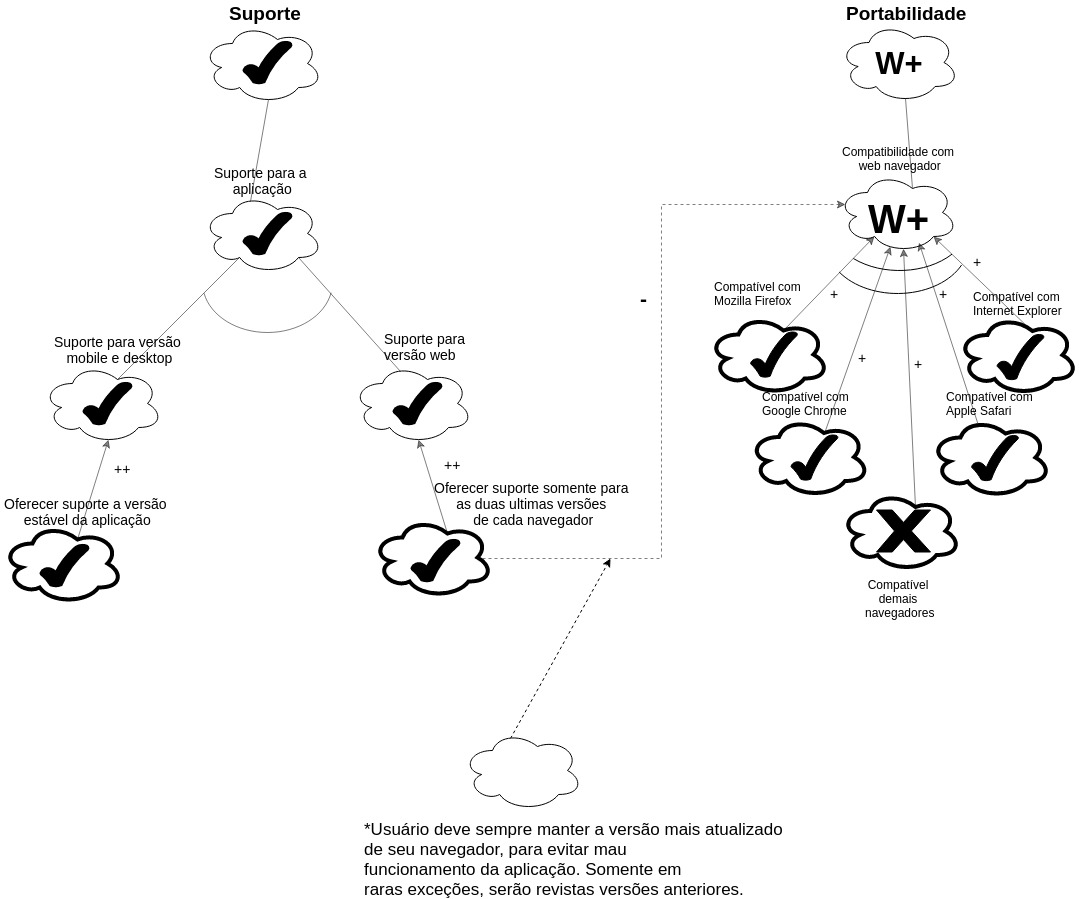 Suporte
Suporte para a
aplicação
Suporte para versão
mobile e desktop
Suporte para
versão web
++
++
Oferecer suporte a versão
estável da aplicação
Oferecer suporte somente para
as duas ultimas versões
de cada navegador
-
Portabilidade
W+
Compatibilidade com
web navegador
W+
Compatível com
Mozilla Firefox
+
+
Compatível com
Internet Explorer
+
+
+
Compatível com
Google Chrome
Compatível com
Apple Safari
Compatível
demais
navegadores
*Usuário deve sempre manter a versão mais atualizado
de seu navegador, para evitar mau
funcionamento da aplicação. Somente em
raras exceções, serão revistas versões anteriores.